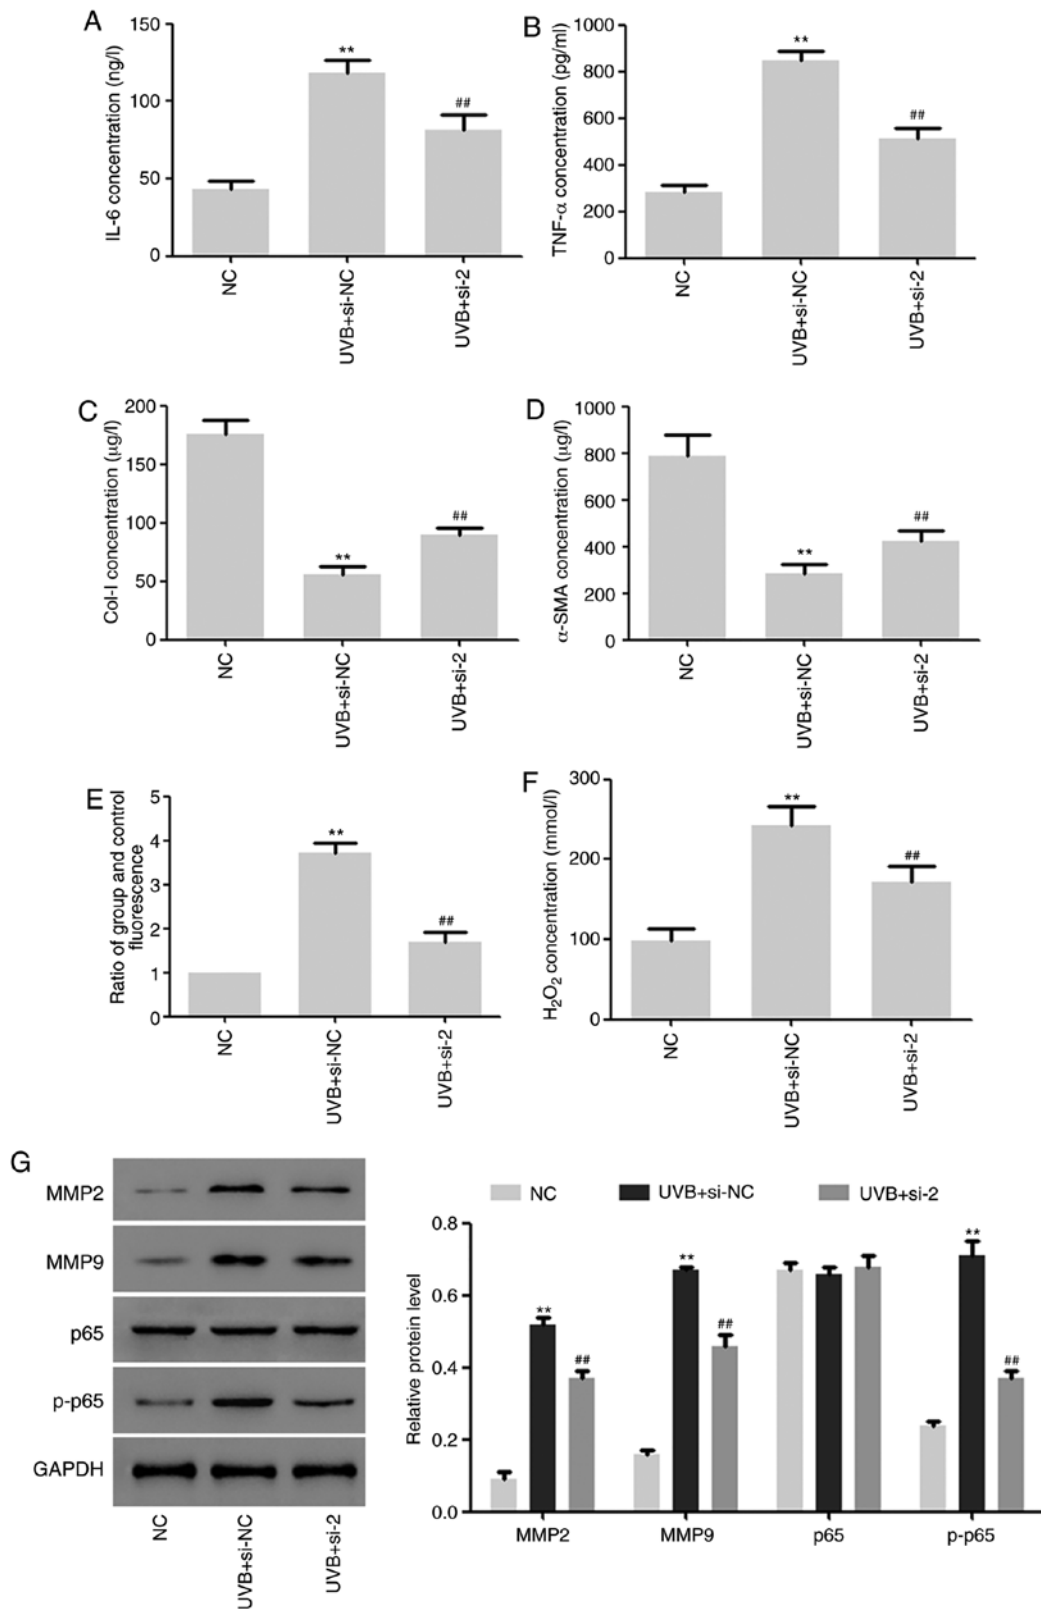 A
IL-6 concentration (ng/l)
150
100
50
0
**
##
NC
UVB+si-NC
UVB+si-2
B
TNF-α concentration (pg/ml)
1000
800
600
400
200
0
**
##
NC
UVB+si-NC
UVB+si-2
C
Col-I concentration (μg/l)
200
150
100
50
0
**
##
NC
UVB+si-NC
UVB+si-2
D
α-SMA concentration (μg/l)
1000
800
600
400
200
0
**
##
NC
UVB+si-NC
UVB+si-2
E
Ratio of group and control
fluorescence
5
4
3
2
1
0
**
##
NC
UVB+si-NC
UVB+si-2
F
H₂O₂ concentration (mmol/l)
300
200
100
0
**
##
NC
UVB+si-NC
UVB+si-2
G
MMP2
MMP9
p65
p-p65
GAPDH
NC
UVB+si-NC
UVB+si-2
NC
UVB+si-NC
UVB+si-2
Relative protein level
0.8
0.6
0.4
0.2
0.0
**
##
**
##
**
##
MMP2
MMP9
p65
p-p65